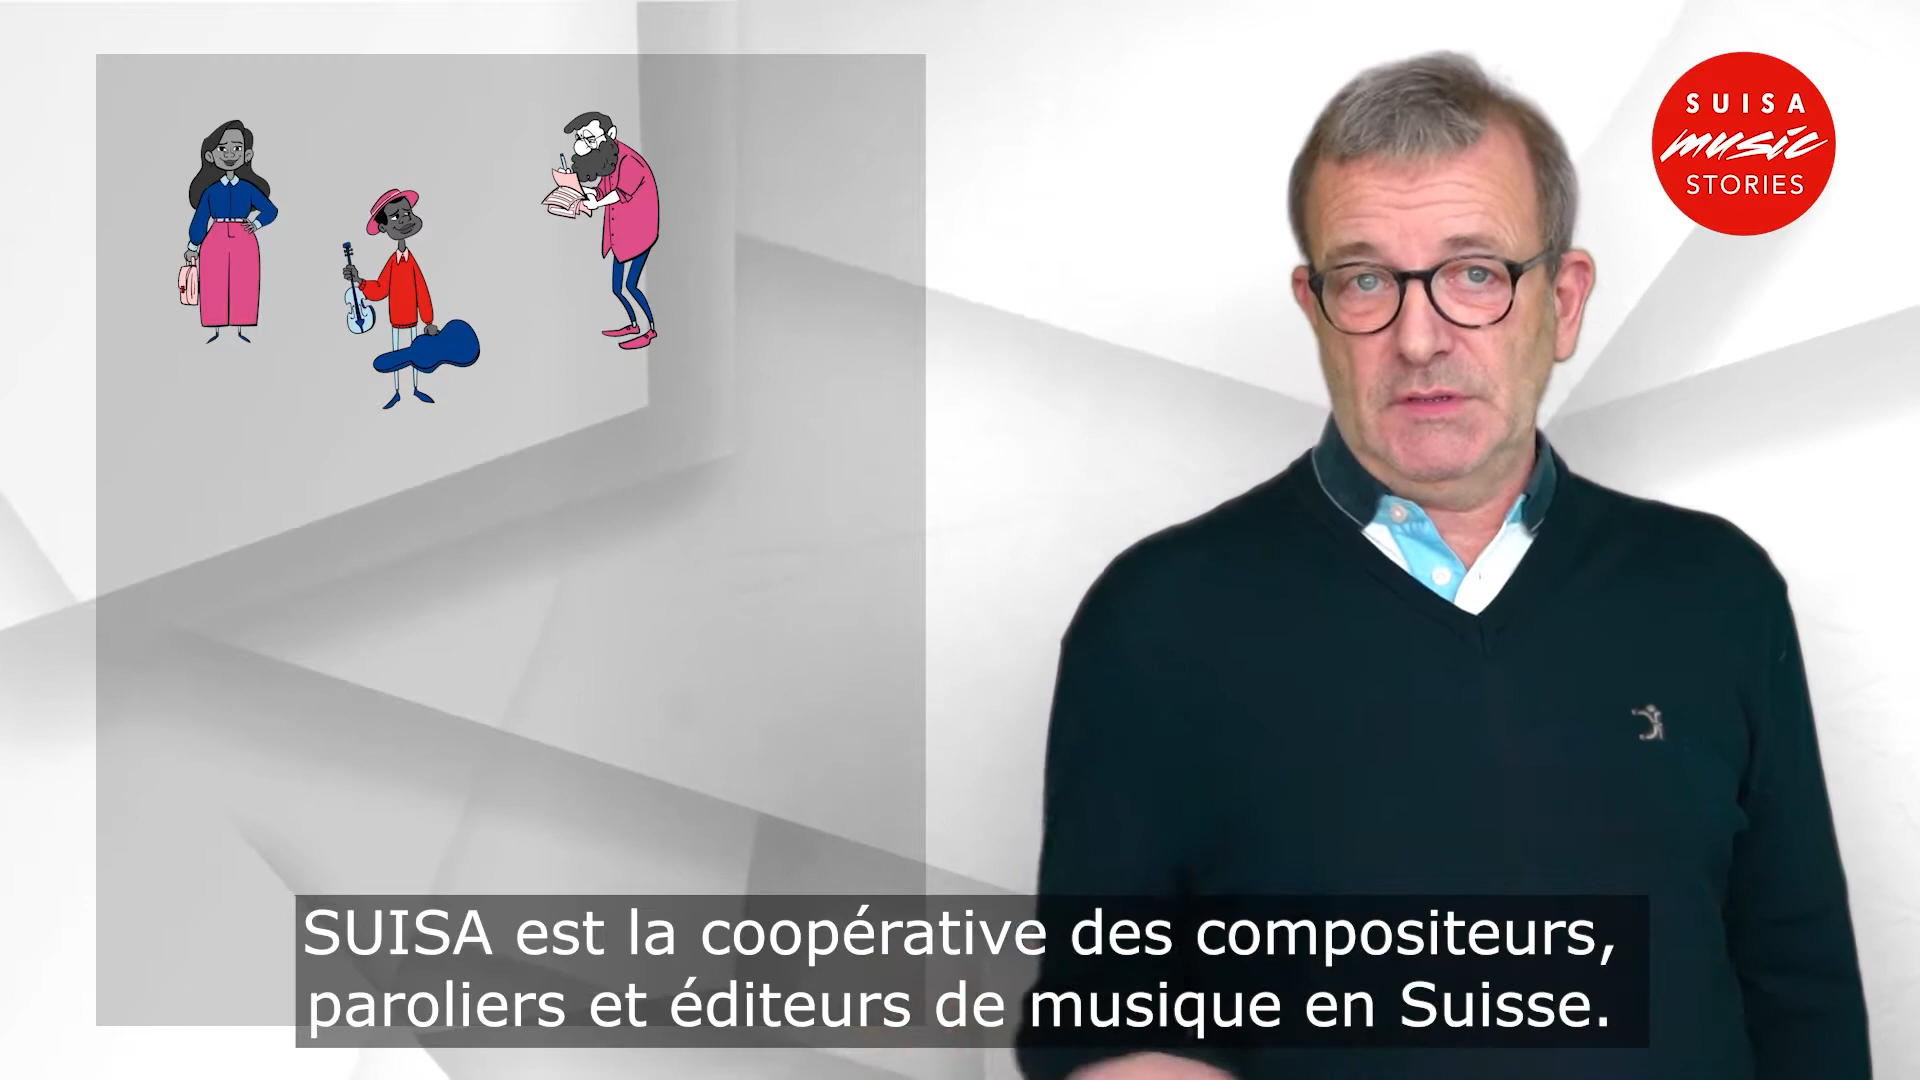 SUISA
music
STORIES
SUISA est la coopérative des compositeurs,
paroliers et éditeurs de musique en Suisse.